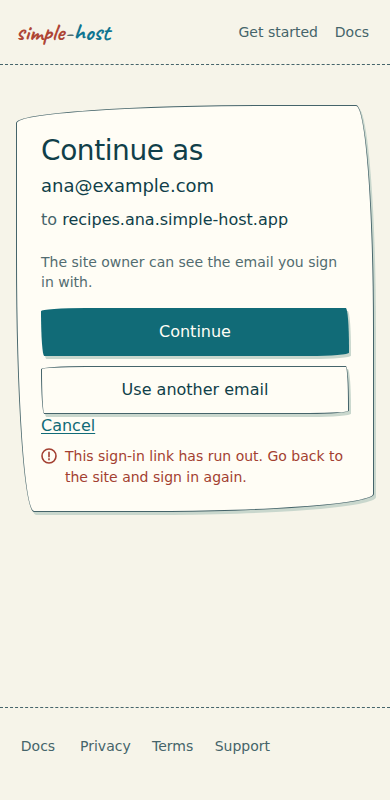 simple-host
Get started Docs
Continue as
ana@example.com
to recipes.ana.simple-host.app
The site owner can see the email you sign
in with.
Continue
Use another email
Cancel
This sign-in link has run out. Go back to
the site and sign in again.
Docs Privacy Terms Support